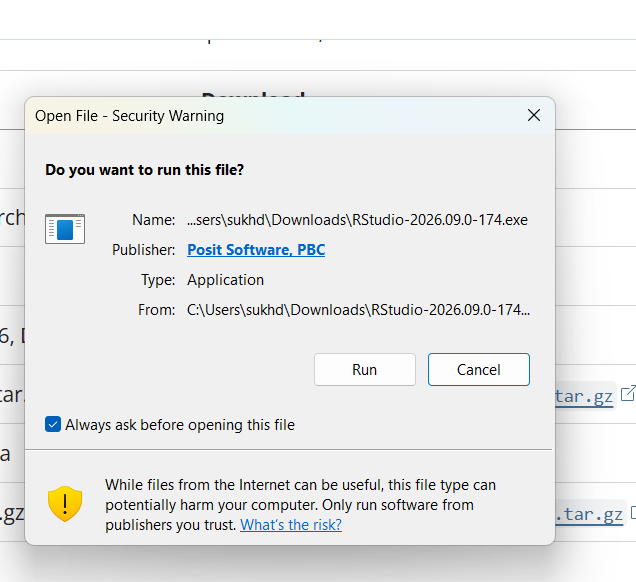 Download
Open File - Security Warning
Do you want to run this file?
Name: ...sers\sukhd\Downloads\RStudio-2026.09.0-174.exe
rch
Publisher: Posit Software, PBC
Type: Application
From: C:\Users\sukhd\Downloads\RStudio-2026.09.0-174...
6,
Run Cancel
tar. tar.gz
Always ask before opening this file
a
While files from the Internet can be useful, this file type can
potentially harm your computer. Only run software from
.gz .tar.gz
publishers you trust. What's the risk?